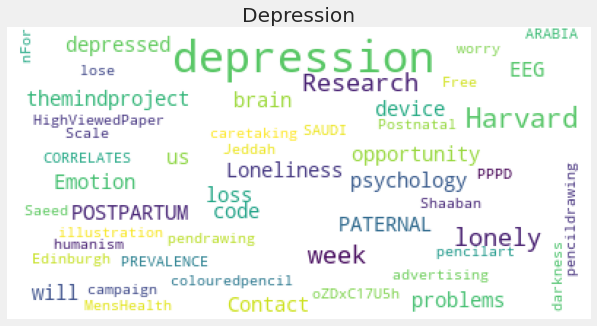 Depression
nFor
depressed
depression
worry
ARABIA
lose
Research
Free
EEG
themindproject
brain
device
Harvard
HighViewedPaper
Postnatal
Scale
caretaking
SAUDI
Jeddah
CORRELATES
us
opportunity
Emotion
Loneliness
psychology
PPPD
loss
Shaaban
pencildrawing
Saeed
POSTPARTUM
code
PATERNAL
illustration
pendrawing
lonely
humanism
week
pencilart
Edinburgh
PREVALENCE
darkness
advertising
colouredpencil
will
campaign
oZDxC17U5h
problems
MensHealth
Contact